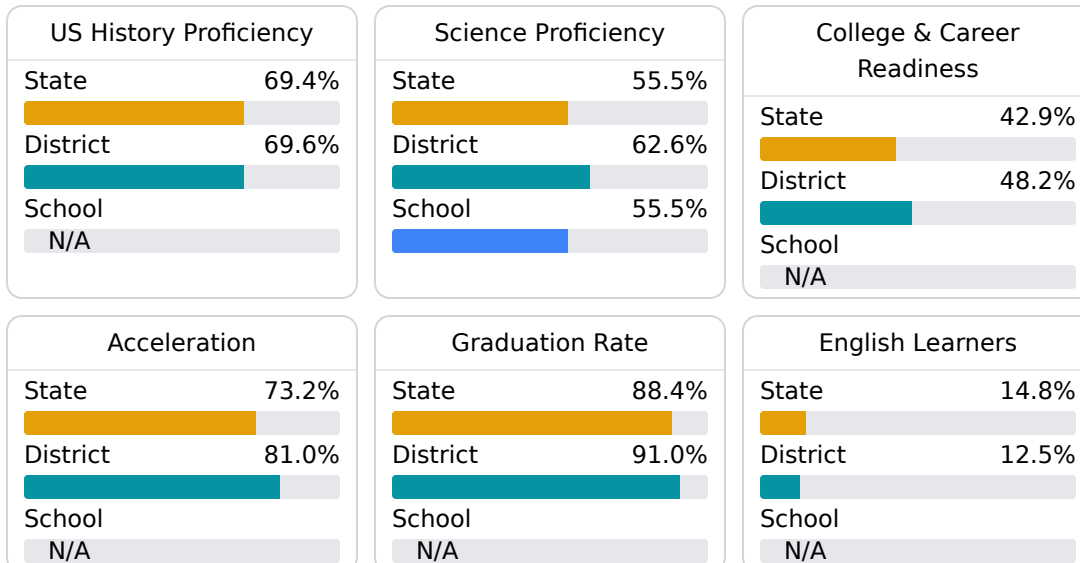 US History Proficiency
State 69.4%
District 69.6%
School
N/A
Science Proficiency
State 55.5%
District 62.6%
School 55.5%
College & Career
Readiness
State 42.9%
District 48.2%
School
N/A
Acceleration
State 73.2%
District 81.0%
School
N/A
Graduation Rate
State 88.4%
District 91.0%
School
N/A
English Learners
State 14.8%
District 12.5%
School
N/A